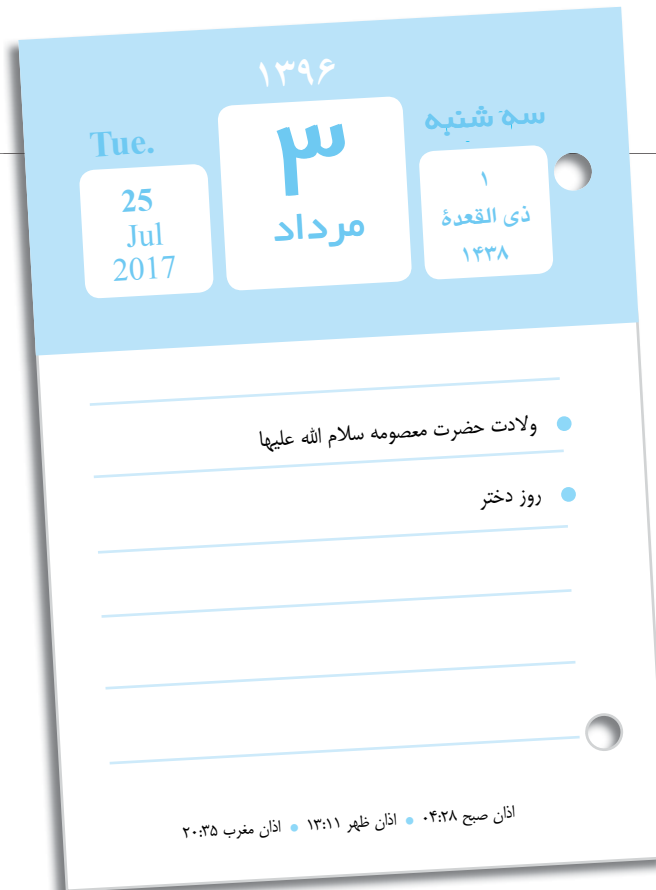 ۱۳۹۶
سه شنبه
۱
ذی القعدة
۱۴۳۸
۳
مرداد
Tue.
25
Jul
2017
ولادت حضرت معصومه سلام الله علیها
روز دختر
اذان صبح ۰۴:۲۸ اذان ظهر ۱۳:۱۱ اذان مغرب ۲۰:۳۵